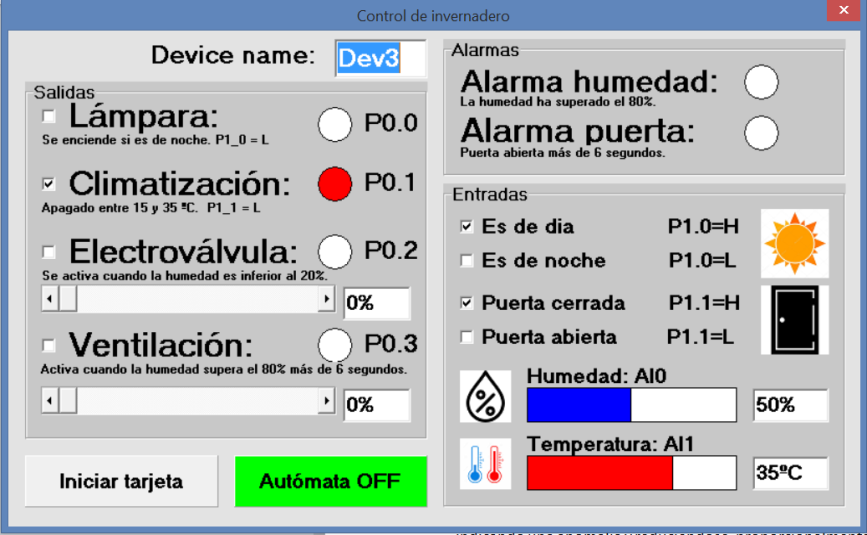 Control de invernadero
Device name: Dev3
Salidas
Lámpara: P0.0
Se enciende si es de noche. P1_0 = L
Climatización: P0.1
Apagado entre 15 y 35 ºC. P1_1 = L
Electroválvula: P0.2
Se activa cuando la humedad es inferior al 20%.
0%
Ventilación: P0.3
Activa cuando la humedad supera el 80% más de 6 segundos.
0%
Iniciar tarjeta
Autómata OFF
Alarmas
Alarma humedad:
La humedad ha superado el 80%.
Alarma puerta:
Puerta abierta más de 6 segundos.
Entradas
Es de dia P1.0=H
Es de noche P1.0=L
Puerta cerrada P1.1=H
Puerta abierta P1.1=L
Humedad: AI0
%
50%
Temperatura: AI1
35ºC